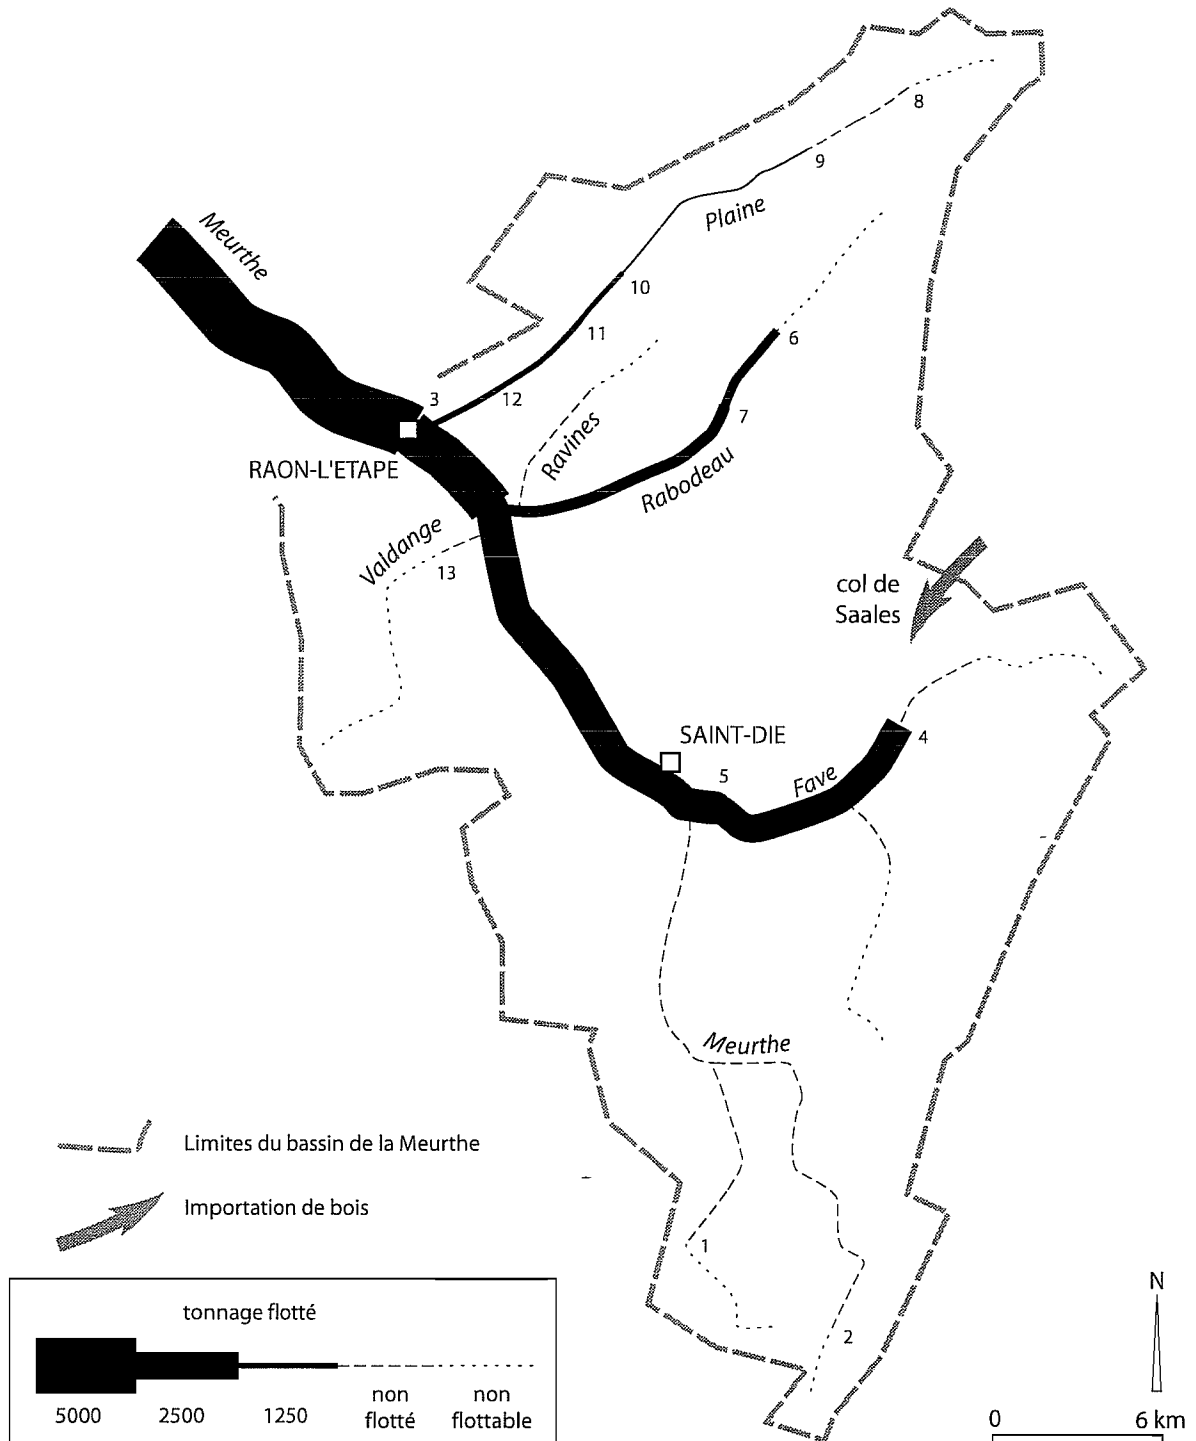 8
9
Plaine
Meurthe
10
11
6
3
12
7
Ravines
RAON-L'ETAPE
Rabodeau
Valdange
13
col de
Saales
SAINT-DIE
4
5
Fave
Meurthe
Limites du bassin de la Meurthe
Importation de bois
1
2
N
tonnage flotté
5000 2500 1250 non flotté non flottable
0 6 km